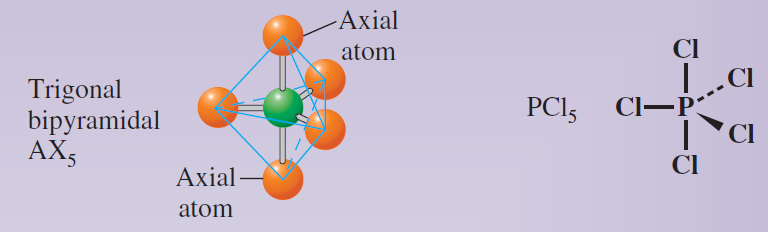 Axial
atom
Trigonal
bipyramidal
AX5
Axial
atom
PCl5
Cl
Cl
Cl P
Cl
Cl